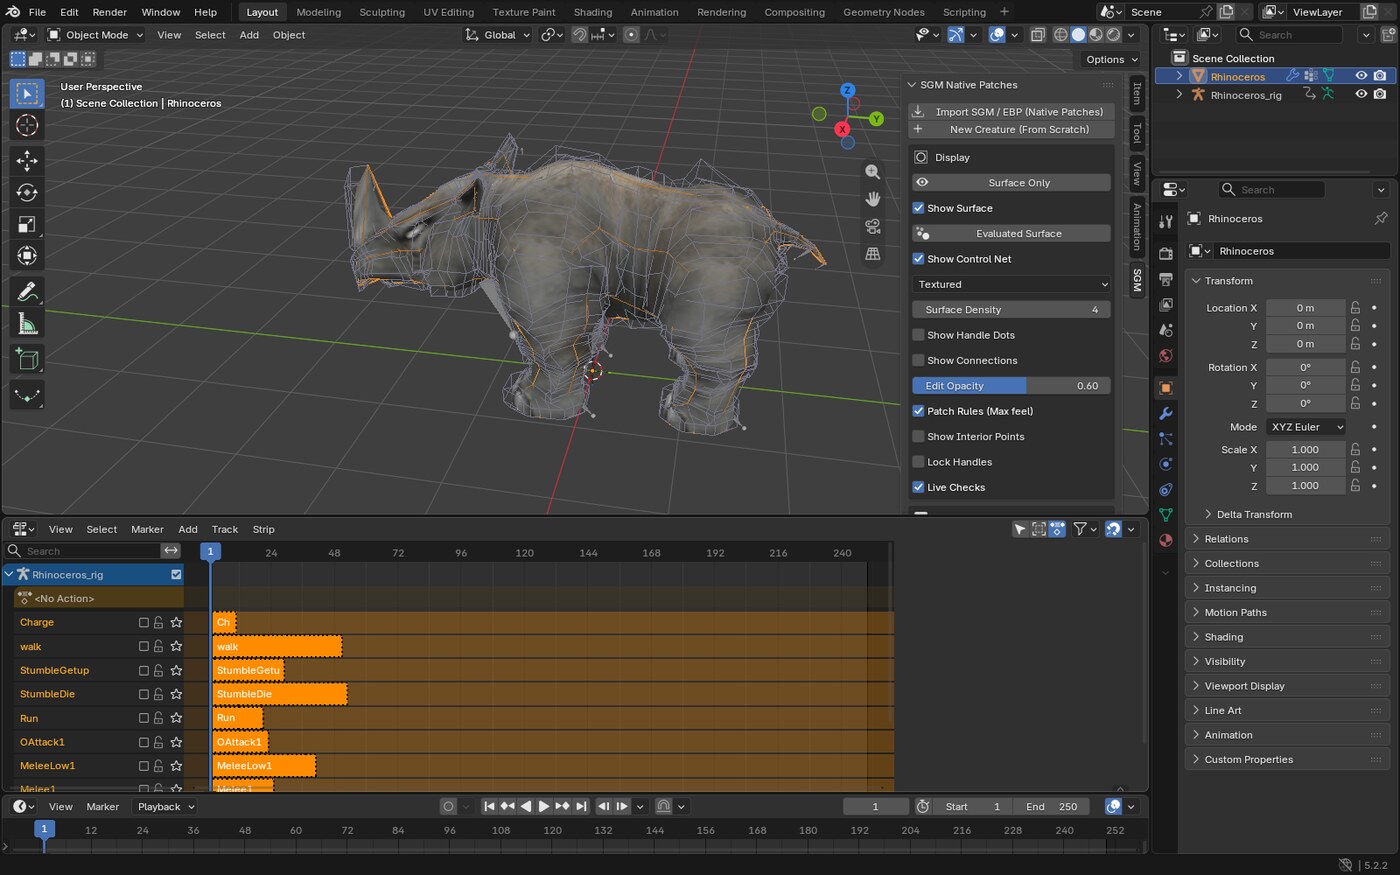 File Edit Render Window Help Layout Modeling Sculpting UV Editing Texture Paint Shading Animation Rendering Compositing Geometry Nodes Scripting + Scene ViewLayer
Object Mode View Select Add Object Global Search
Options
User Perspective
(1) Scene Collection | Rhinoceros
Z
Y
X
SGM Native Patches
Import SGM / EBP (Native Patches)
New Creature (From Scratch)
Display
Surface Only
Show Surface
Evaluated Surface
Show Control Net
Textured
Surface Density 4
Show Handle Dots
Show Connections
Edit Opacity 0.60
Patch Rules (Max feel)
Show Interior Points
Lock Handles
Live Checks
Item
Tool
View
Animation
SGM
Scene Collection
Rhinoceros
Rhinoceros_rig
Search
Rhinoceros
Rhinoceros
Transform
Location X 0 m
Y 0 m
Z 0 m
Rotation X 0°
Y 0°
Z 0°
Mode XYZ Euler
Scale X 1.000
Y 1.000
Z 1.000
Delta Transform
Relations
Collections
Instancing
Motion Paths
Shading
Visibility
Viewport Display
Line Art
Animation
Custom Properties
View Select Marker Add Track Strip
Search 1 24 48 72 96 120 144 168 192 216 240
Rhinoceros_rig
<No Action>
Charge Ch
walk walk
StumbleGetup StumbleGetu
StumbleDie StumbleDie
Run Run
OAttack1 OAttack1
MeleeLow1 MeleeLow1
Melee1 Melee1
View Marker Playback 1 Start 1 End 250
1 12 24 36 48 60 72 84 96 108 120 132 144 156 168 180 192 204 216 228 240 252
5.2.2